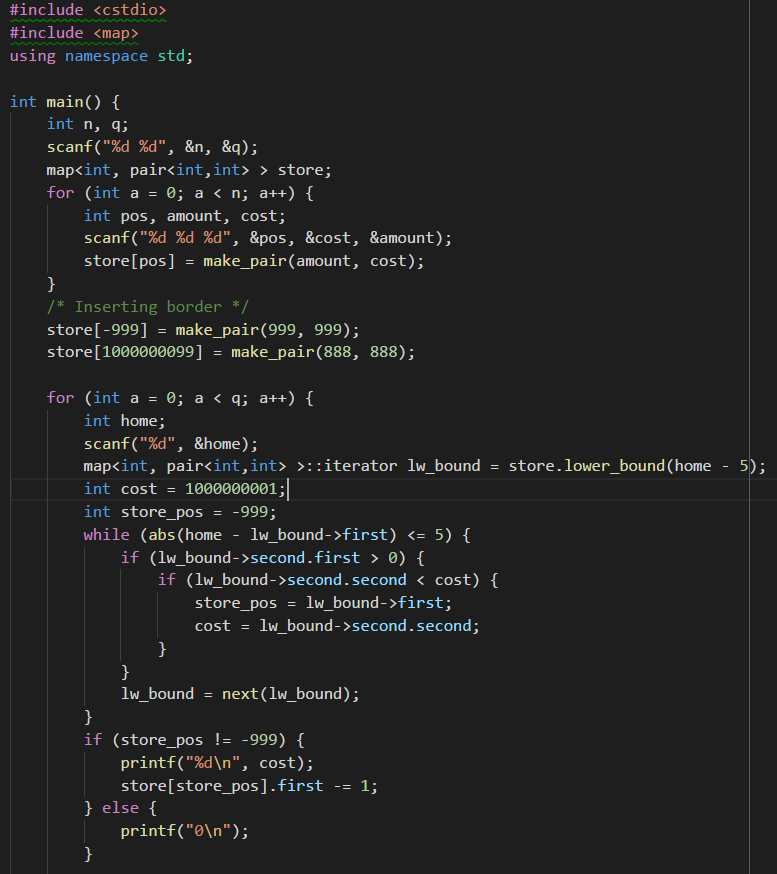 #include <cstdio>
#include <map>
using namespace std;

int main() {
    int n, q;
    scanf("%d %d", &n, &q);
    map<int, pair<int,int> > store;
    for (int a = 0; a < n; a++) {
        int pos, amount, cost;
        scanf("%d %d %d", &pos, &cost, &amount);
        store[pos] = make_pair(amount, cost);
    }
    /* Inserting border */
    store[-999] = make_pair(999, 999);
    store[1000000099] = make_pair(888, 888);

    for (int a = 0; a < q; a++) {
        int home;
        scanf("%d", &home);
        map<int, pair<int,int> >::iterator lw_bound = store.lower_bound(home - 5);
        int cost = 1000000001;
        int store_pos = -999;
        while (abs(home - lw_bound->first) <= 5) {
            if (lw_bound->second.first > 0) {
                if (lw_bound->second.second < cost) {
                    store_pos = lw_bound->first;
                    cost = lw_bound->second.second;
                }
            }
            lw_bound = next(lw_bound);
        }
        if (store_pos != -999) {
            printf("%d\n", cost);
            store[store_pos].first -= 1;
        } else {
            printf("0\n");
        }